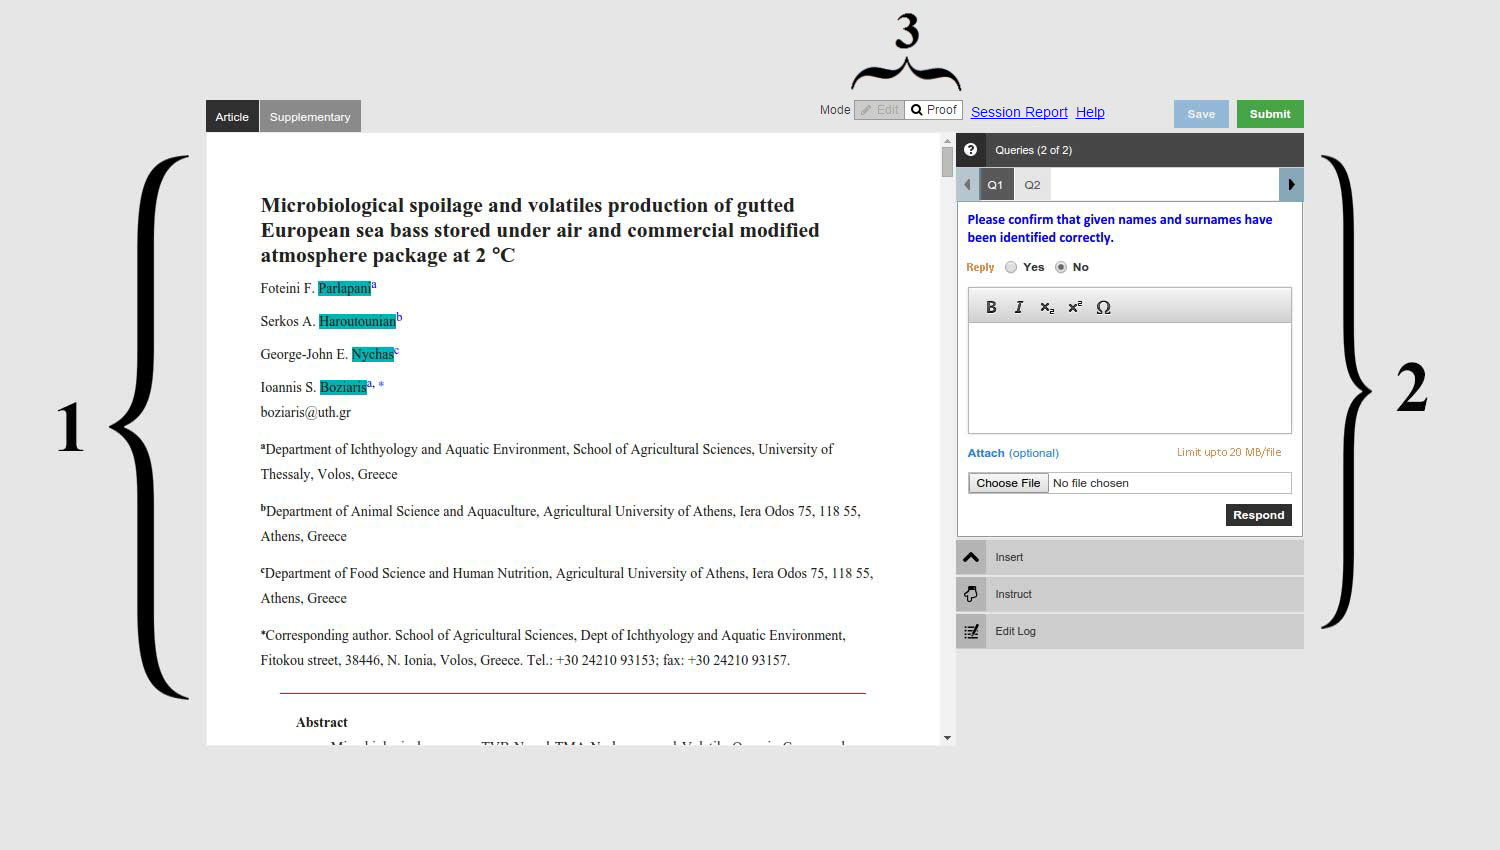 3
Article
Supplementary
Mode Edit Proof Session Report Help
Save
Submit
1
Microbiological spoilage and volatiles production of gutted
European sea bass stored under air and commercial modified
atmosphere package at 2 °C
Foteini F. Parlapani^a
Serkos A. Haroutounian^b
George-John E. Nychas^c
Ioannis S. Boziaris^a, *
boziaris@uth.gr
^aDepartment of Ichthyology and Aquatic Environment, School of Agricultural Sciences, University of
Thessaly, Volos, Greece
^bDepartment of Animal Science and Aquaculture, Agricultural University of Athens, Iera Odos 75, 118 55,
Athens, Greece
^cDepartment of Food Science and Human Nutrition, Agricultural University of Athens, Iera Odos 75, 118 55,
Athens, Greece
*Corresponding author. School of Agricultural Sciences, Dept of Ichthyology and Aquatic Environment,
Fitokou street, 38446, N. Ionia, Volos, Greece. Tel.: +30 24210 93153; fax: +30 24210 93157.
Abstract
Queries (2 of 2)
Q1 Q2
Please confirm that given names and surnames have
been identified correctly.
Reply Yes No
B I x₂ x² Ω
Attach (optional) Limit upto 20 MB/file
Choose File No file chosen
Respond
Insert
Instruct
Edit Log
2